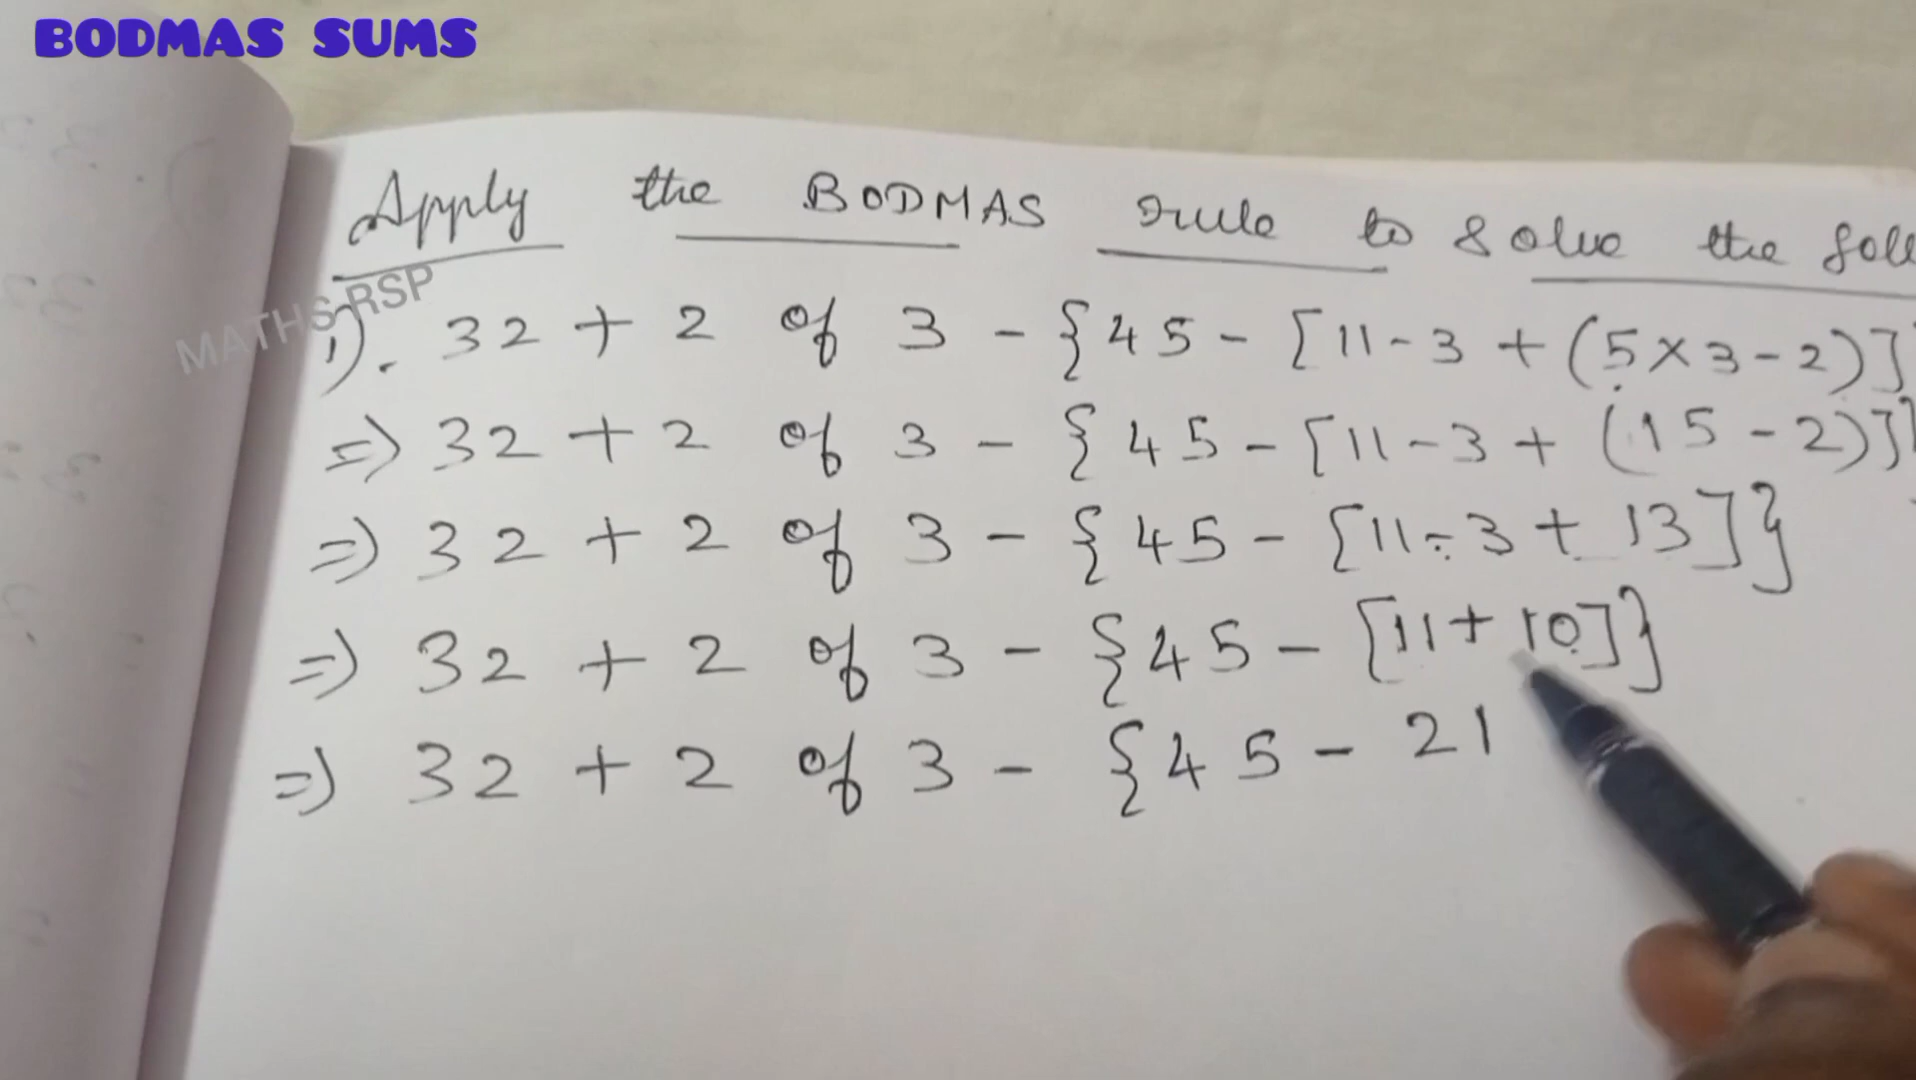 BODMAS SUMS
Apply the BODMAS rule to solve the foll
MATHS RSP
1). 32 + 2 of 3 - {45 - [11 - 3 + (5 × 3 - 2)]}
=) 32 + 2 of 3 - {45 - [11 - 3 + (15 - 2)]}
=) 32 + 2 of 3 - {45 - [11 - 3 + 13]}
=) 32 + 2 of 3 - {45 - [11 + 10]}
=) 32 + 2 of 3 - {45 - 21